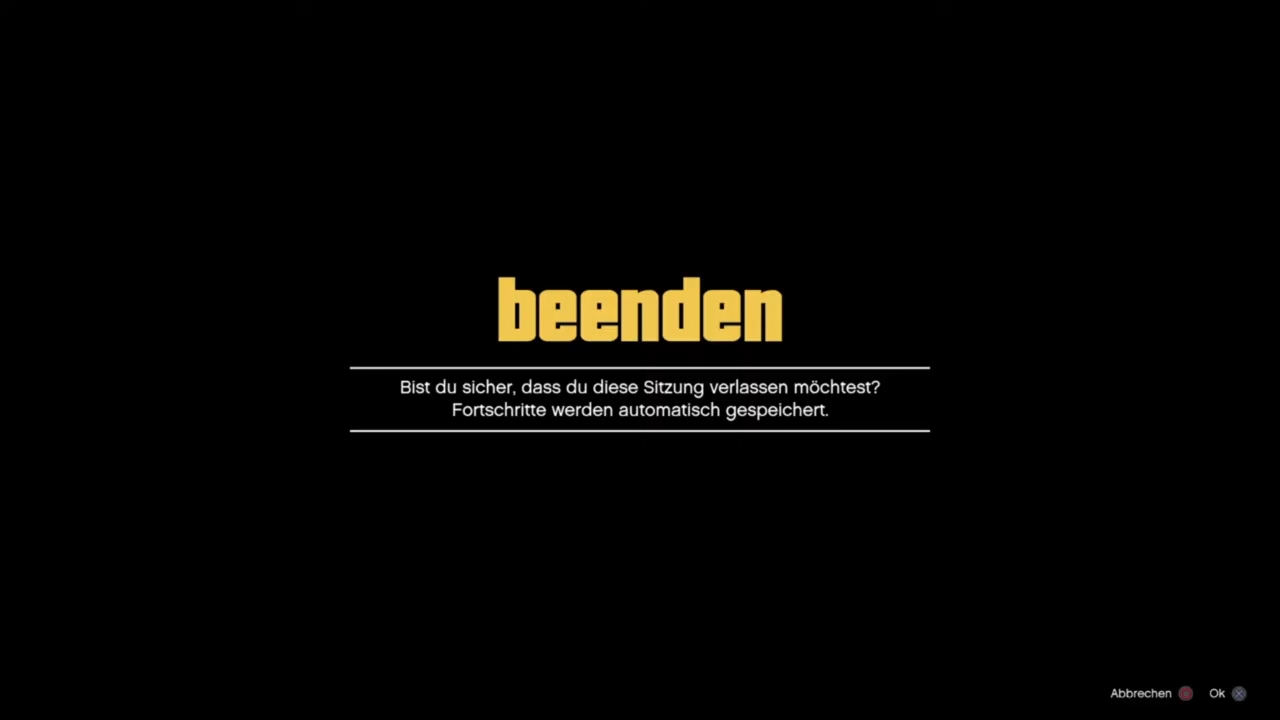 beenden
Bist du sicher, dass du diese Sitzung verlassen möchtest?
Fortschritte werden automatisch gespeichert.
Abbrechen Ok